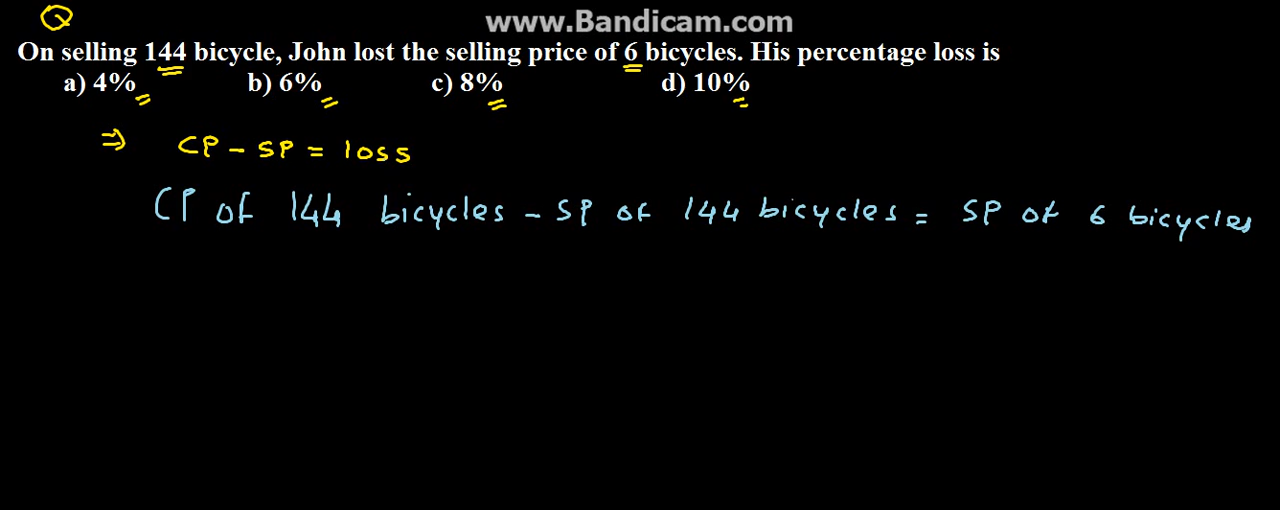 www.Bandicam.com
Q
On selling 144 bicycle, John lost the selling price of 6 bicycles. His percentage loss is
a) 4% b) 6% c) 8% d) 10%
⇒ CP - SP = loss
CP of 144 bicycles - SP of 144 bicycles = SP of 6 bicycles